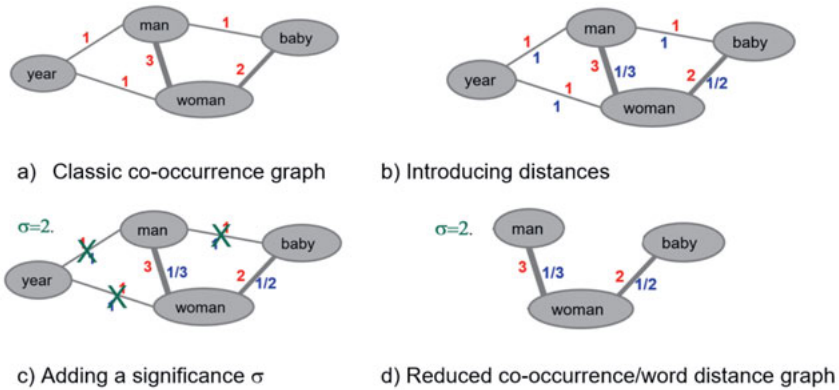 man
1
1
baby
3
2
year
1
woman
a) Classic co-occurrence graph
man
1
1
1
1
baby
3
1/3
2
1/2
year
1
1
woman
b) Introducing distances
σ=2.
man
baby
3
1/3
2
1/2
year
woman
c) Adding a significance σ
σ=2.
man
baby
3
1/3
2
1/2
woman
d) Reduced co-occurrence/word distance graph